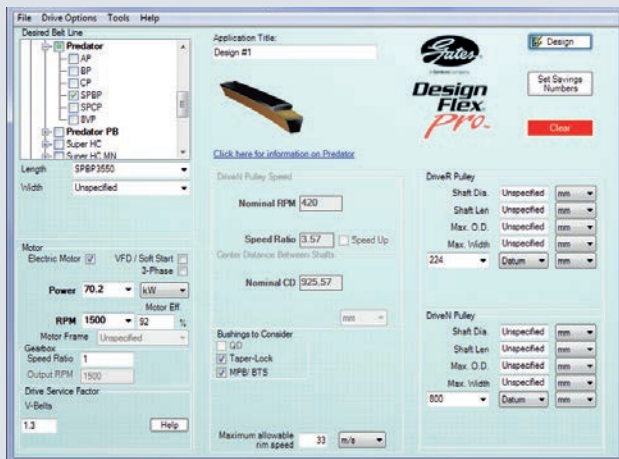 File Drive Options Tools Help
Desired Belt Line
Predator
AP
BP
CP
SPBP
SPCP
BVP
Predator PB
Super HC
Super HC MN
Length SPBP3550
Width Unspecified
Motor
Electric Motor VFD / Soft Start
3-Phase
Power 70.2 kW
Motor Eff
RPM 1500 92 %
Motor Frame Unspecified
Gearbox
Speed Ratio 1
Output RPM 1500
Drive Service Factor
V-Belts
1.3 Help
Application Title:
Design #1
Click here for information on Predator
DriveN Pulley Speed
Nominal RPM 420
Speed Ratio 3.57 Speed Up
Center Distance Between Shafts
Nominal CD 925.57
mm
Bushings to Consider
QD
Taper-Lock
MPB/ BTS
Maximum allowable
rim speed 33 m/s
Gates
Design
Flex
Pro
Design
Set Savings
Numbers
Clear
DriveR Pulley
Shaft Dia. Unspecified mm
Shaft Len Unspecified mm
Max. O.D. Unspecified mm
Max. Width Unspecified mm
224 Datum mm
DriveN Pulley
Shaft Dia. Unspecified mm
Shaft Len Unspecified mm
Max. O.D. Unspecified mm
Max. Width Unspecified mm
800 Datum mm